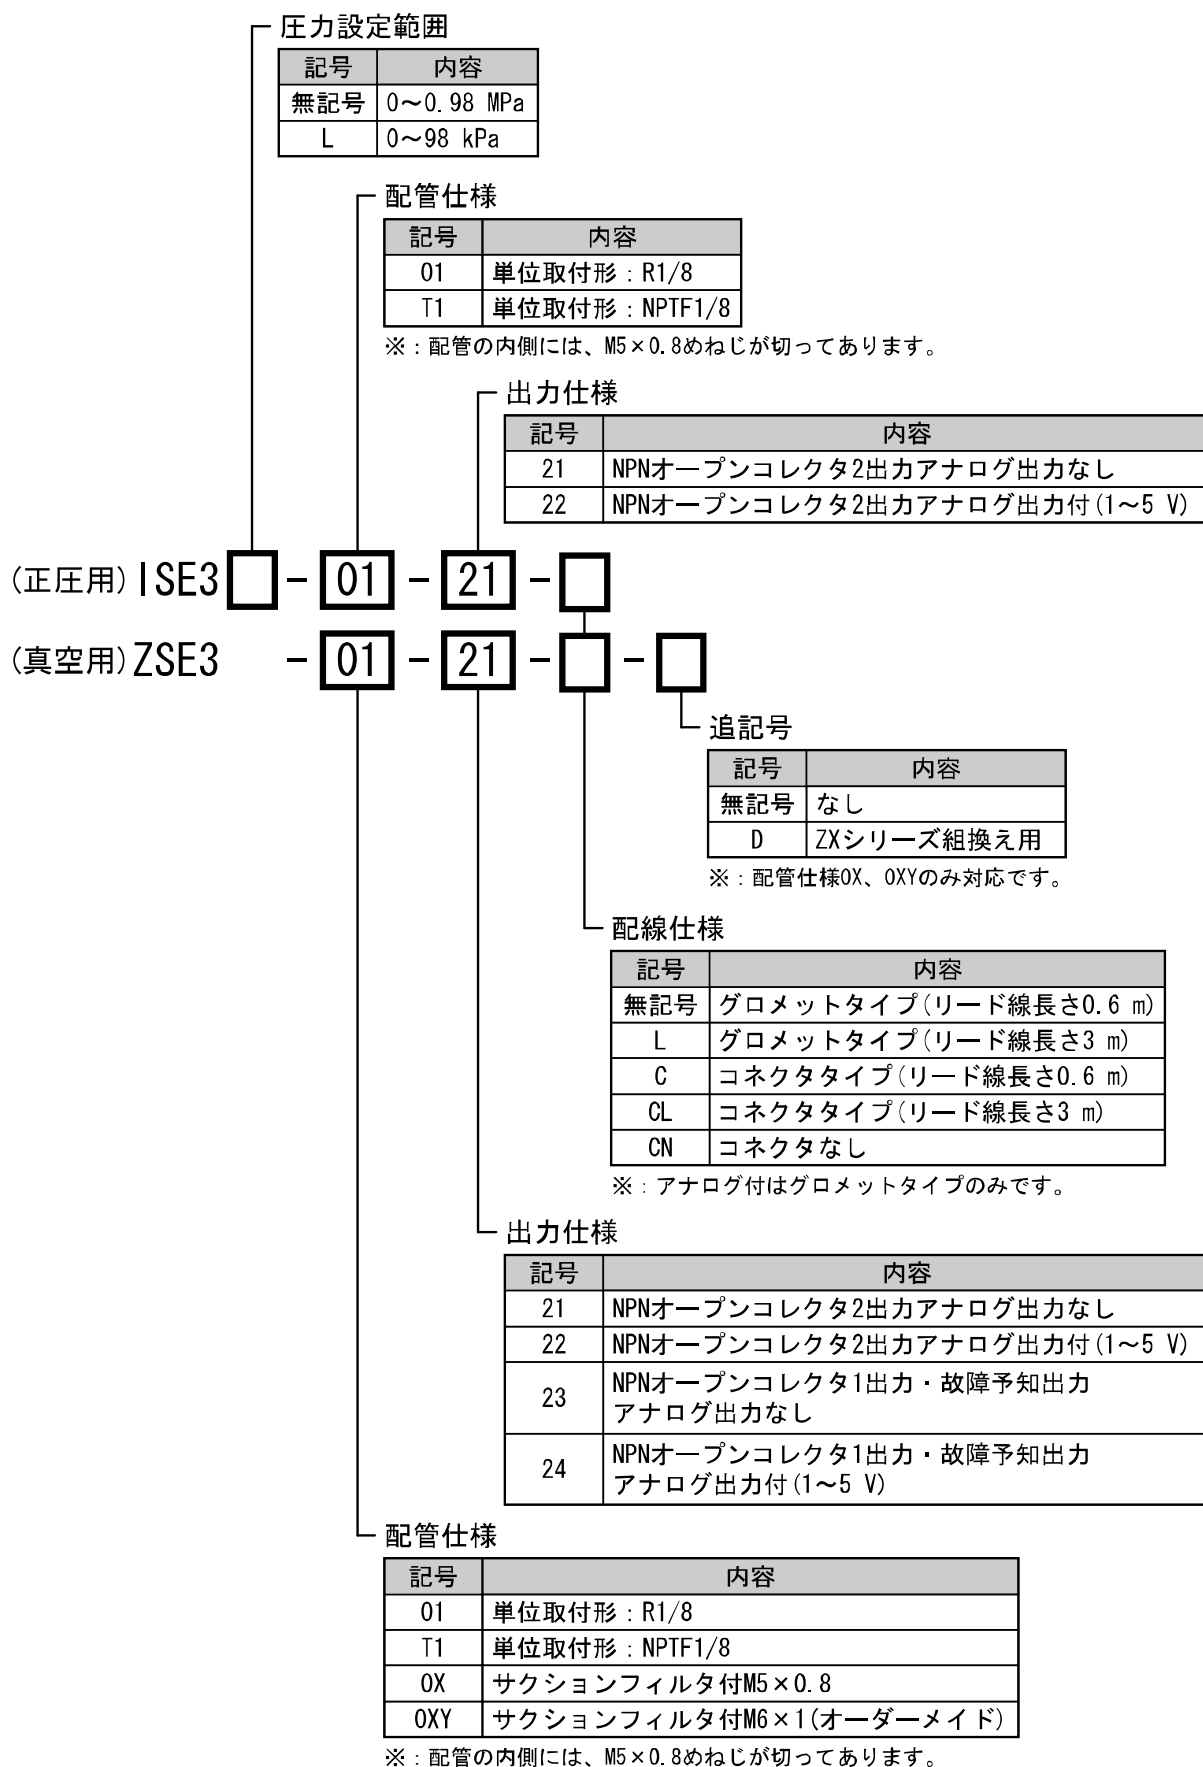 圧力設定範囲
記号 内容
無記号 0～0.98 MPa
L 0～98 kPa
配管仕様
記号 内容
01 単位取付形：R1/8
T1 単位取付形：NPTF1/8
※：配管の内側には、M5×0.8めねじが切ってあります。
出力仕様
記号 内容
21 NPNオープンコレクタ2出力アナログ出力なし
22 NPNオープンコレクタ2出力アナログ出力付(1～5 V)
(正圧用) ISE3 □ - 01 - 21 - □
(真空用) ZSE3 - 01 - 21 - □ - □
追記号
記号 内容
無記号 なし
D ZXシリーズ組換え用
※：配管仕様0X、0XYのみ対応です。
配線仕様
記号 内容
無記号 グロメットタイプ(リード線長さ0.6 m)
L グロメットタイプ(リード線長さ3 m)
C コネクタタイプ(リード線長さ0.6 m)
CL コネクタタイプ(リード線長さ3 m)
CN コネクタなし
※：アナログ付はグロメットタイプのみです。
出力仕様
記号 内容
21 NPNオープンコレクタ2出力アナログ出力なし
22 NPNオープンコレクタ2出力アナログ出力付(1～5 V)
23 NPNオープンコレクタ1出力・故障予知出力
アナログ出力なし
24 NPNオープンコレクタ1出力・故障予知出力
アナログ出力付(1～5 V)
配管仕様
記号 内容
01 単位取付形：R1/8
T1 単位取付形：NPTF1/8
0X サクションフィルタ付M5×0.8
0XY サクションフィルタ付M6×1(オーダーメイド)
※：配管の内側には、M5×0.8めねじが切ってあります。